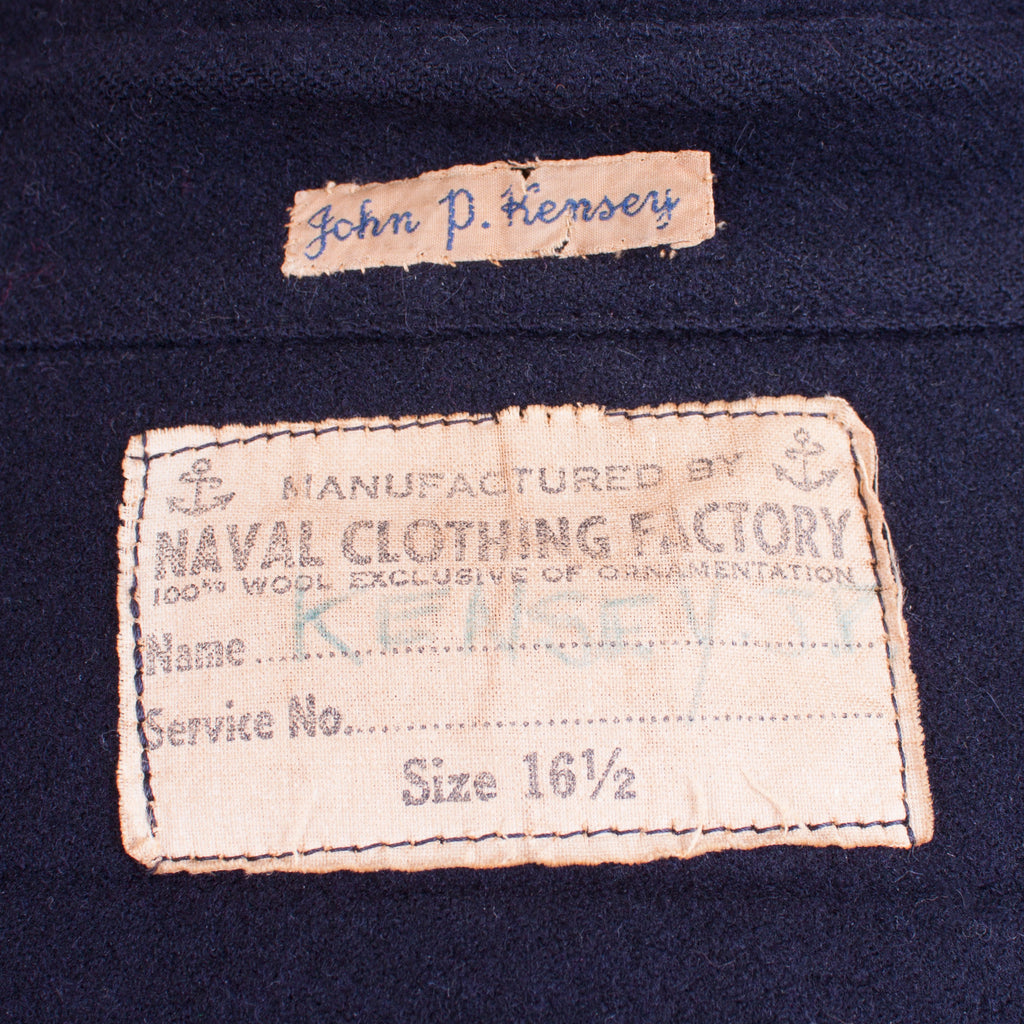 John P. Kensey
MANUFACTURED BY
NAVAL CLOTHING FACTORY
100% WOOL EXCLUSIVE OF ORNAMENTATION
Name .......... KENSEY
Service No..........
Size 16½